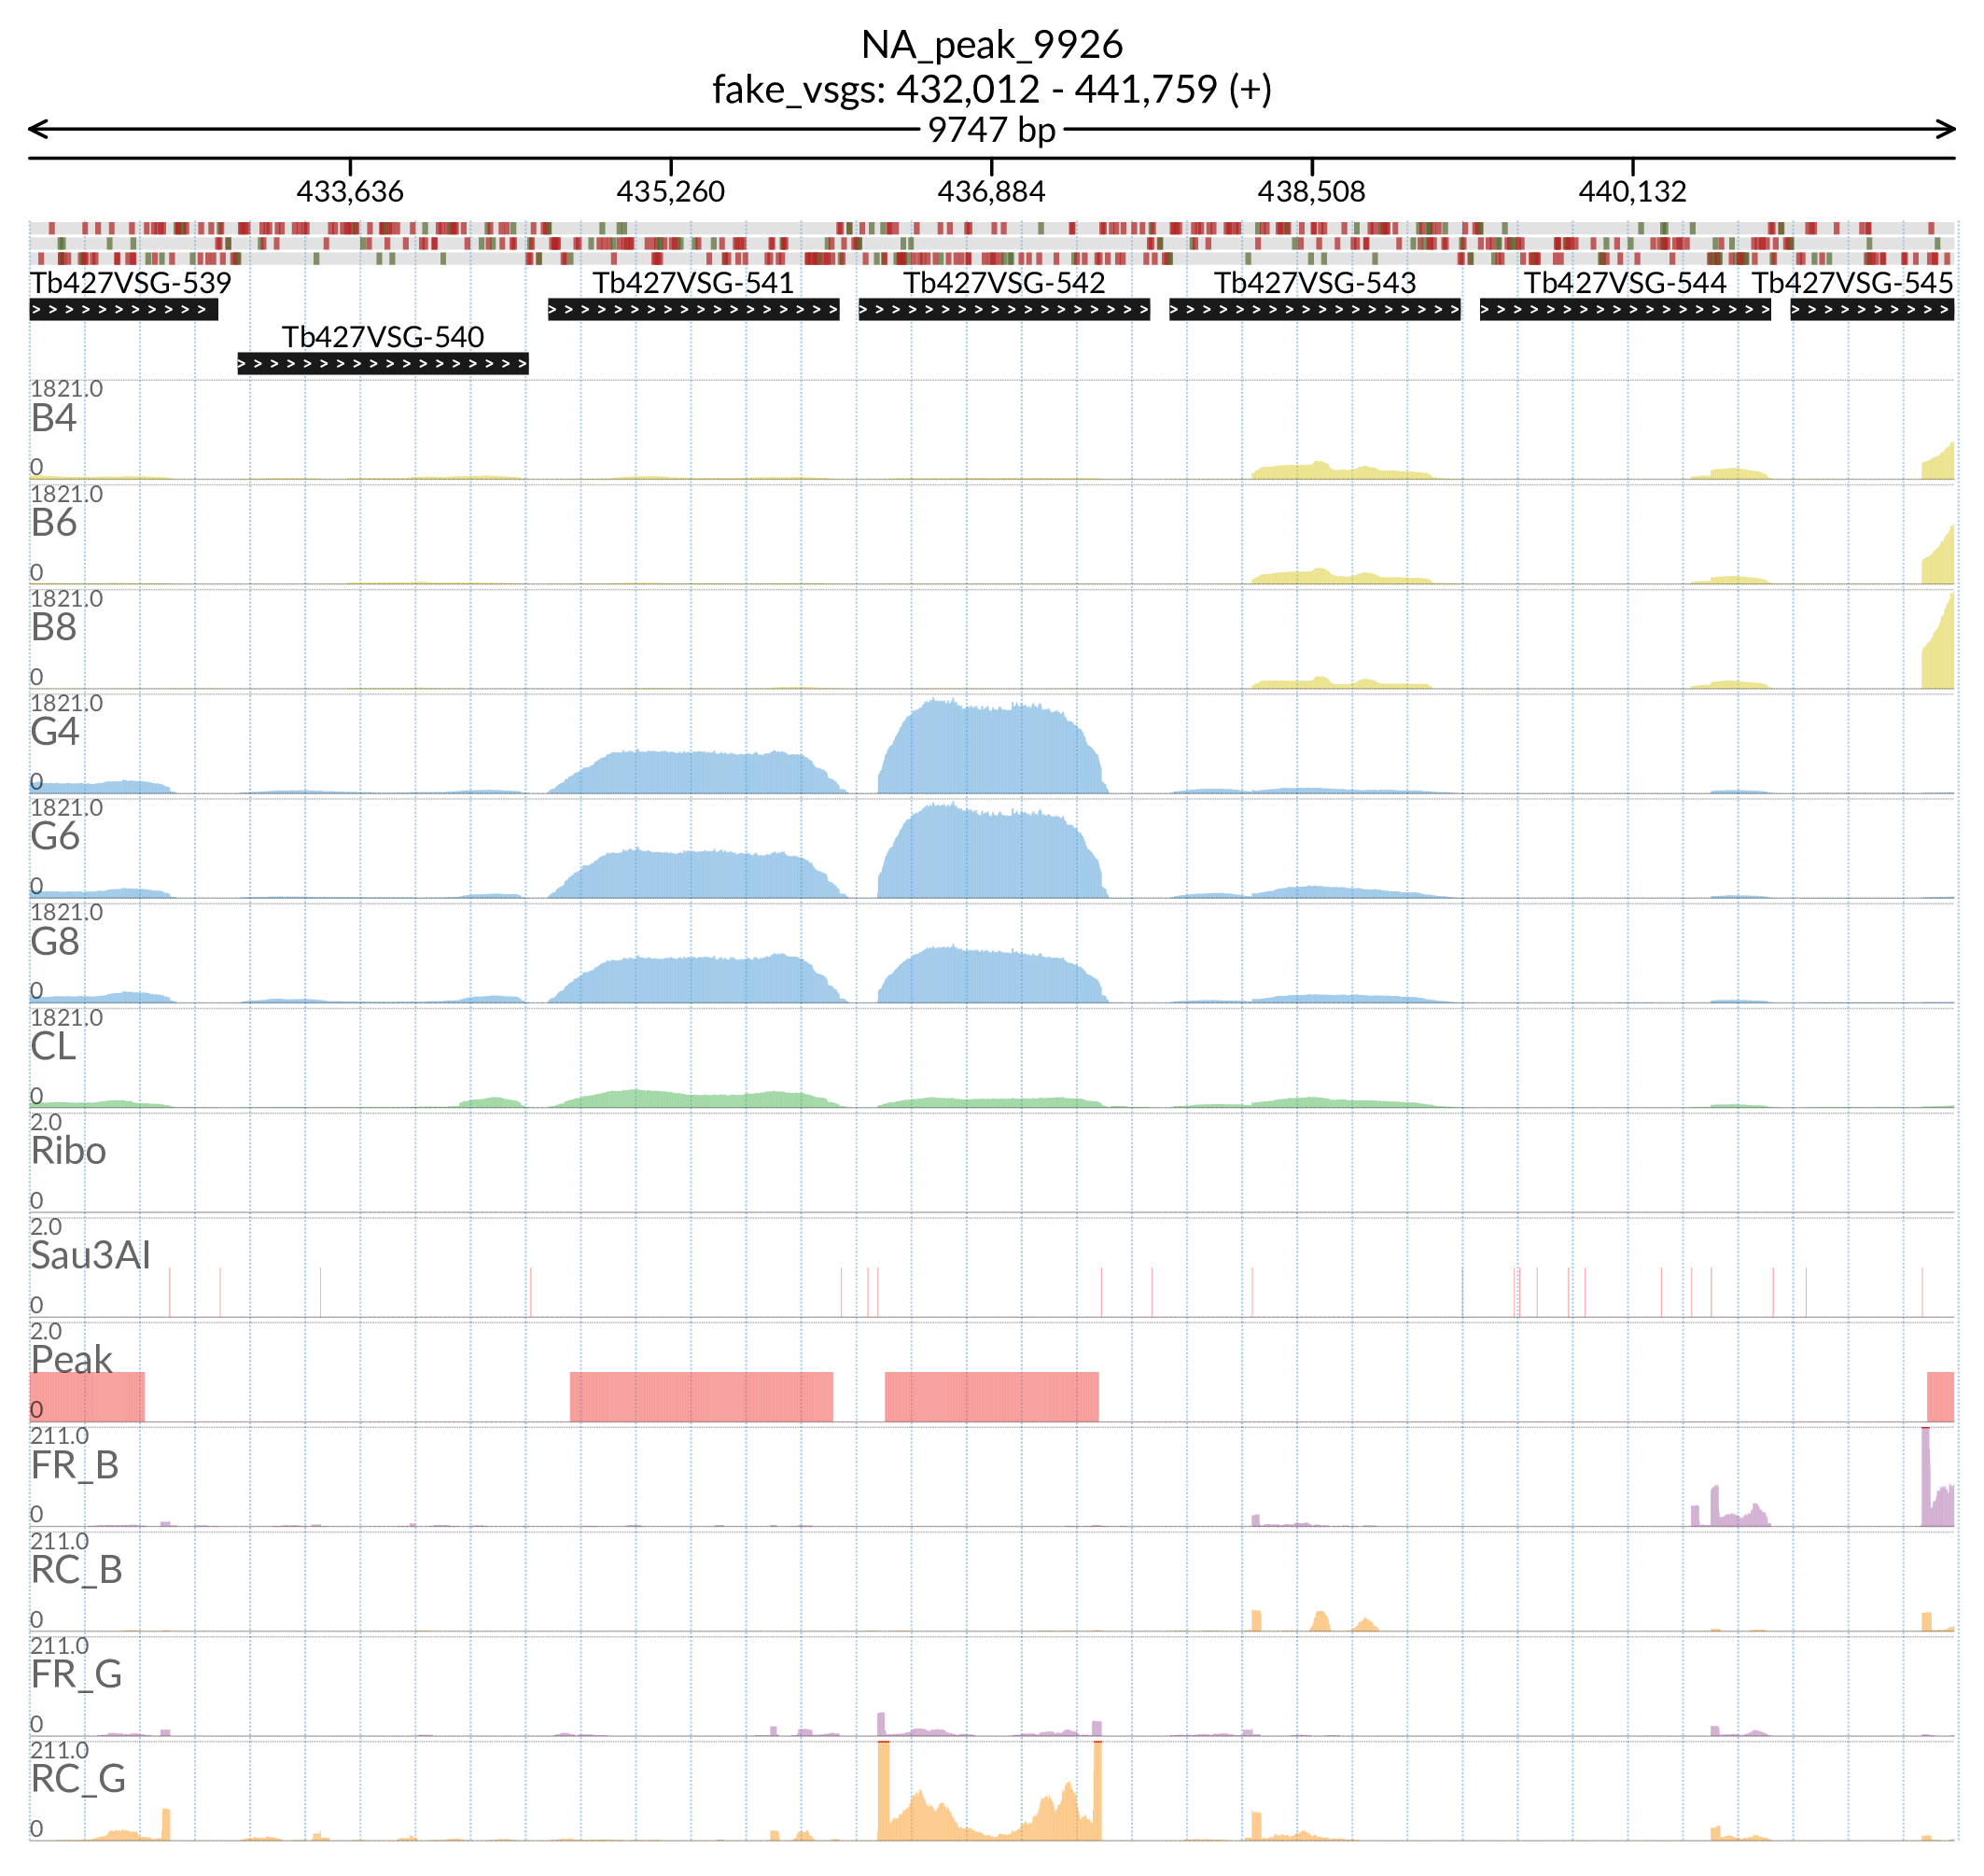 NA_peak_9926
fake_vsgs: 432,012 - 441,759 (+)
9747 bp
433,636 435,260 436,884 438,508 440,132
Tb427VSG-539 Tb427VSG-541 Tb427VSG-542 Tb427VSG-543 Tb427VSG-544 Tb427VSG-545
Tb427VSG-540
1821.0
B4
0
1821.0
B6
0
1821.0
B8
0
1821.0
G4
0
1821.0
G6
0
1821.0
G8
0
1821.0
CL
0
2.0
Ribo
0
2.0
Sau3AI
0
2.0
Peak
0
211.0
FR_B
0
211.0
RC_B
0
211.0
FR_G
0
211.0
RC_G
0